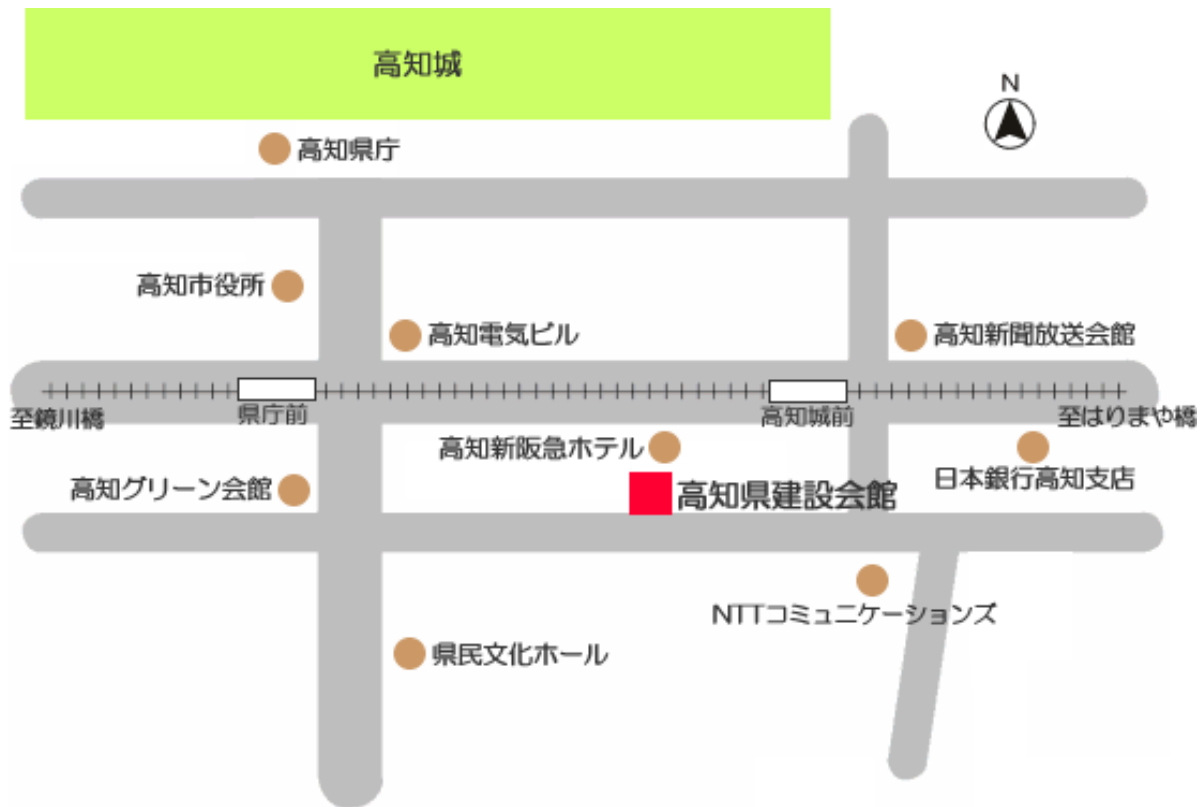 高知城
N
高知県庁
高知市役所
高知電気ビル
高知新聞放送会館
県庁前
高知城前
至鏡川橋
至はりまや橋
高知新阪急ホテル
高知グリーン会館
高知県建設会館
日本銀行高知支店
NTTコミュニケーションズ
県民文化ホール